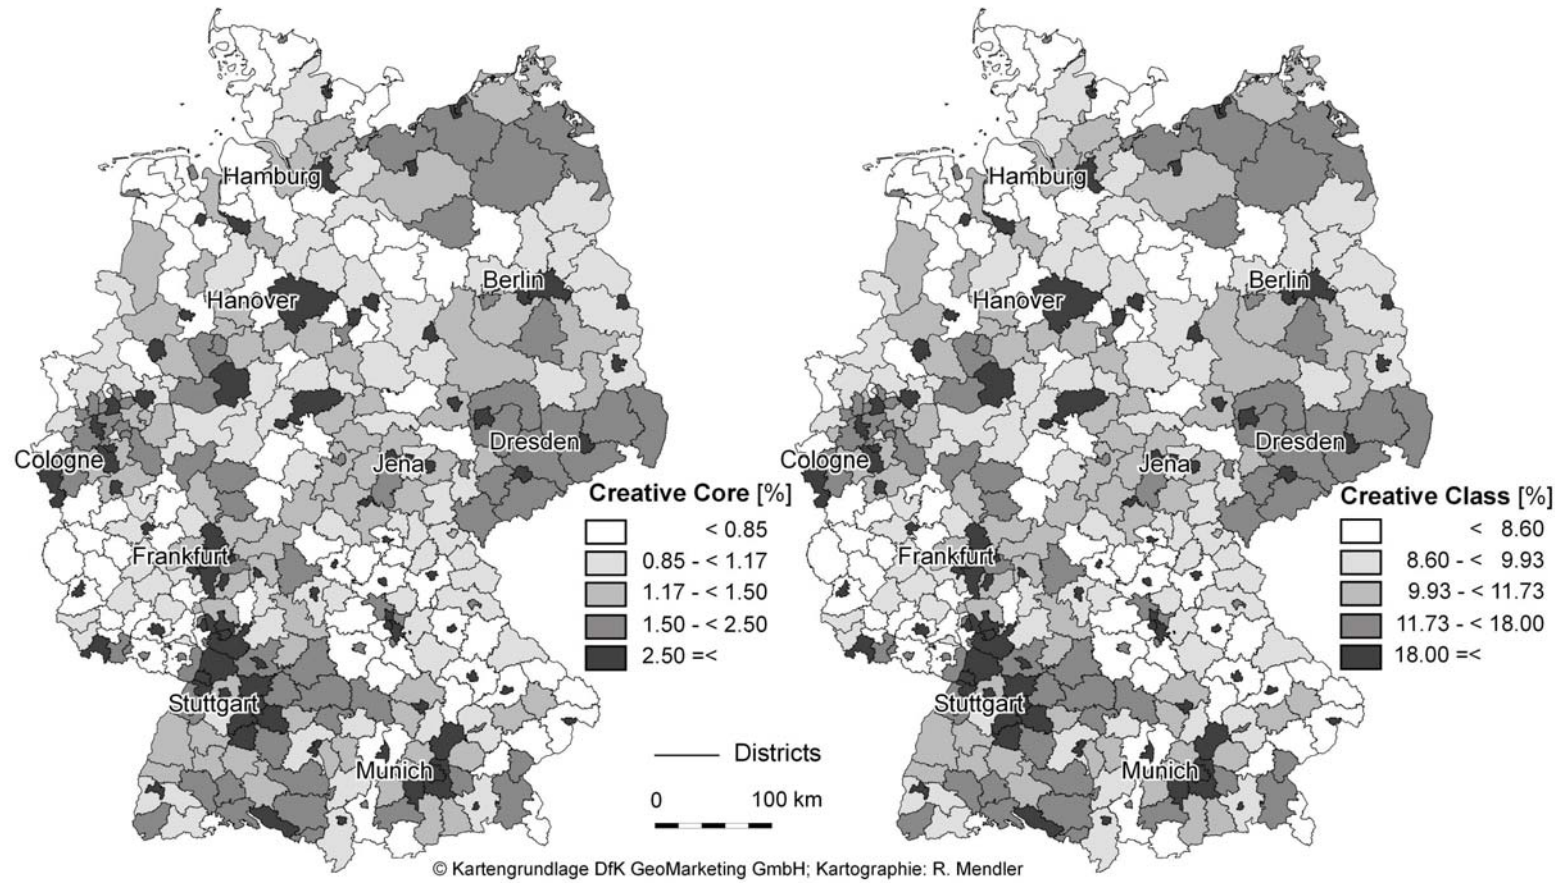 Hamburg
Berlin
Hanover
Dresden
Cologne
Jena
Frankfurt
Stuttgart
Munich
Creative Core [%]
< 0.85
0.85 - < 1.17
1.17 - < 1.50
1.50 - < 2.50
2.50 =<
Districts
0 100 km
Hamburg
Berlin
Hanover
Dresden
Cologne
Jena
Frankfurt
Stuttgart
Munich
Creative Class [%]
< 8.60
8.60 - < 9.93
9.93 - < 11.73
11.73 - < 18.00
18.00 =<
© Kartengrundlage DfK GeoMarketing GmbH; Kartographie: R. Mendler